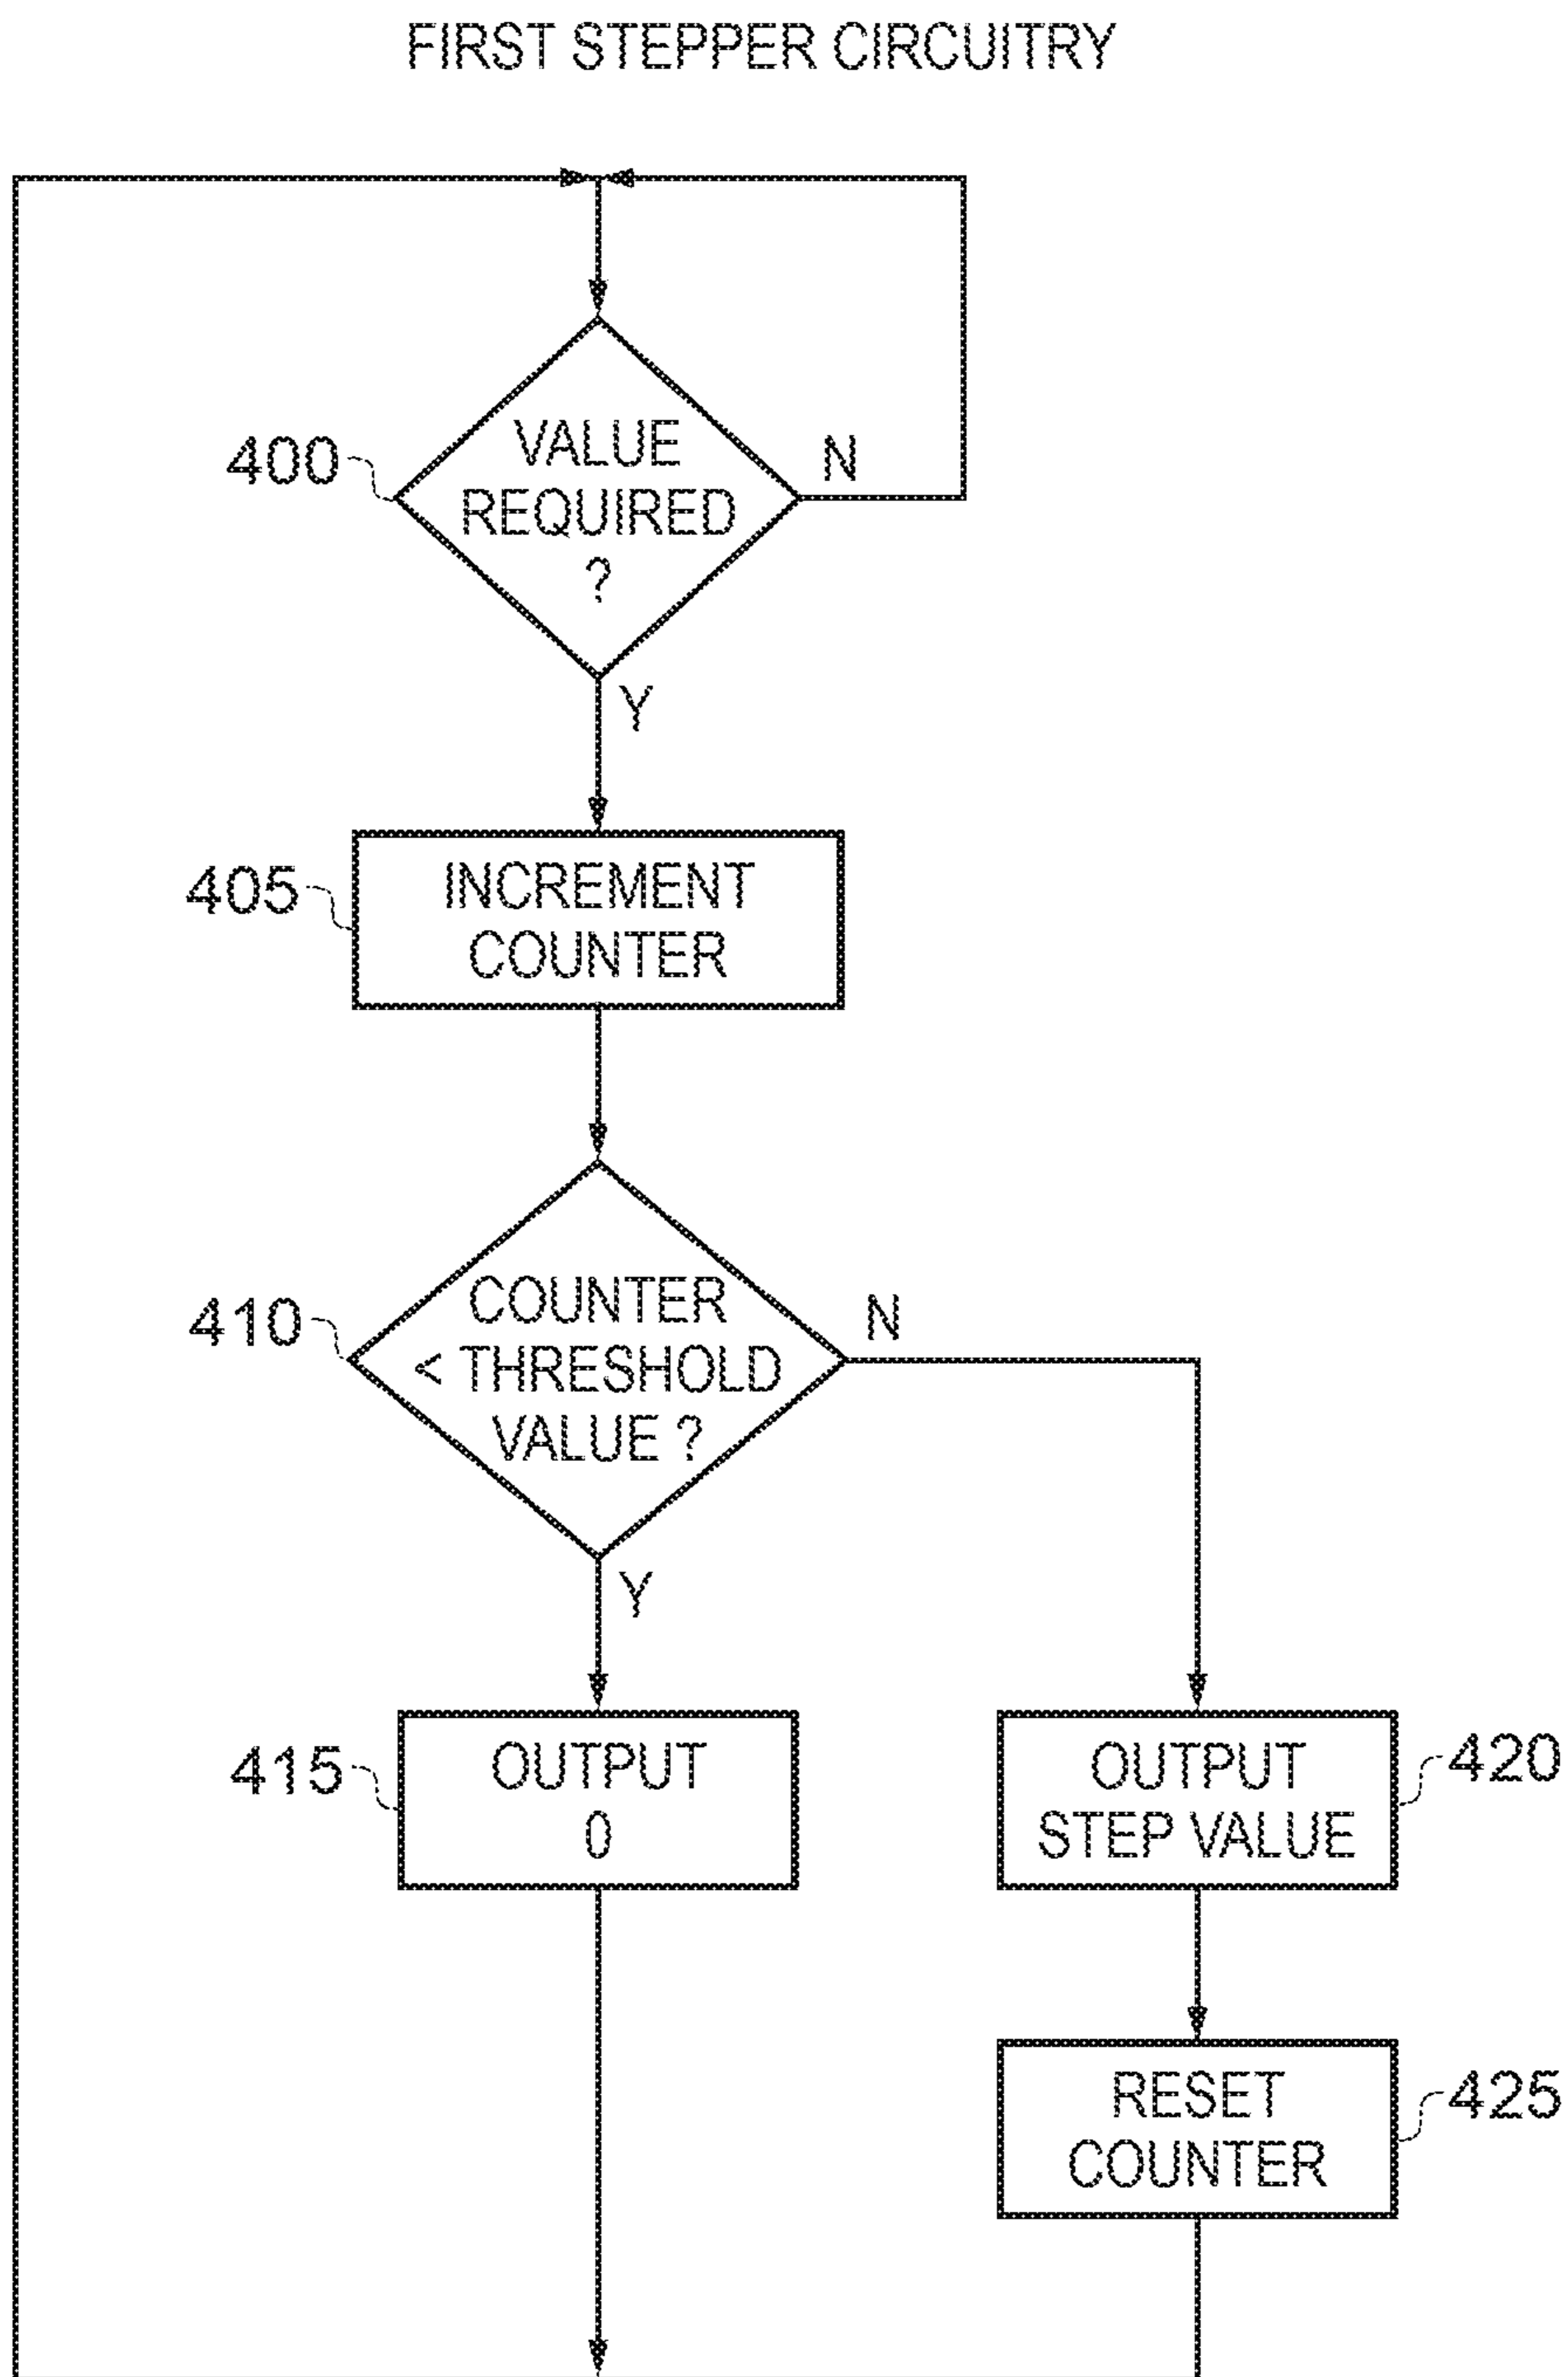 FIRST STEPPER CIRCUITRY
400
VALUE
REQUIRED
?
N
Y
405
INCREMENT
COUNTER
410
COUNTER
< THRESHOLD
VALUE ?
N
Y
415
OUTPUT
0
OUTPUT
STEP VALUE
420
RESET
COUNTER
425